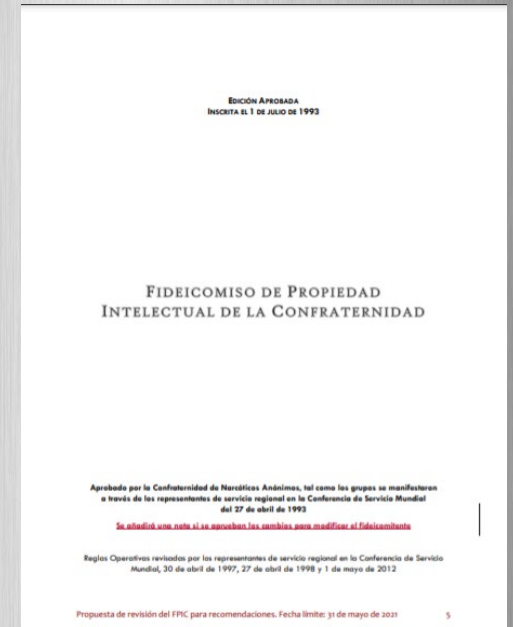 EDICIÓN APROBADA
INSCRITA EL 1 DE JULIO DE 1993
FIDEICOMISO DE PROPIEDAD
INTELECTUAL DE LA CONFRATERNIDAD
Aprobado por la Confraternidad de Narcóticos Anónimos, tal como los grupos se manifestaron
a través de los representantes de servicio regional en la Conferencia de Servicio Mundial
del 27 de abril de 1993
Se añadirá una nota si se aprueban los cambios para modificar el fideicomitente
Reglas Operativas revisadas por los representantes de servicio regional en la Conferencia de Servicio
Mundial, 30 de abril de 1997, 27 de abril de 1998 y 1 de mayo de 2012
Propuesta de revisión del FPIC para recomendaciones. Fecha límite: 31 de mayo de 2021 5